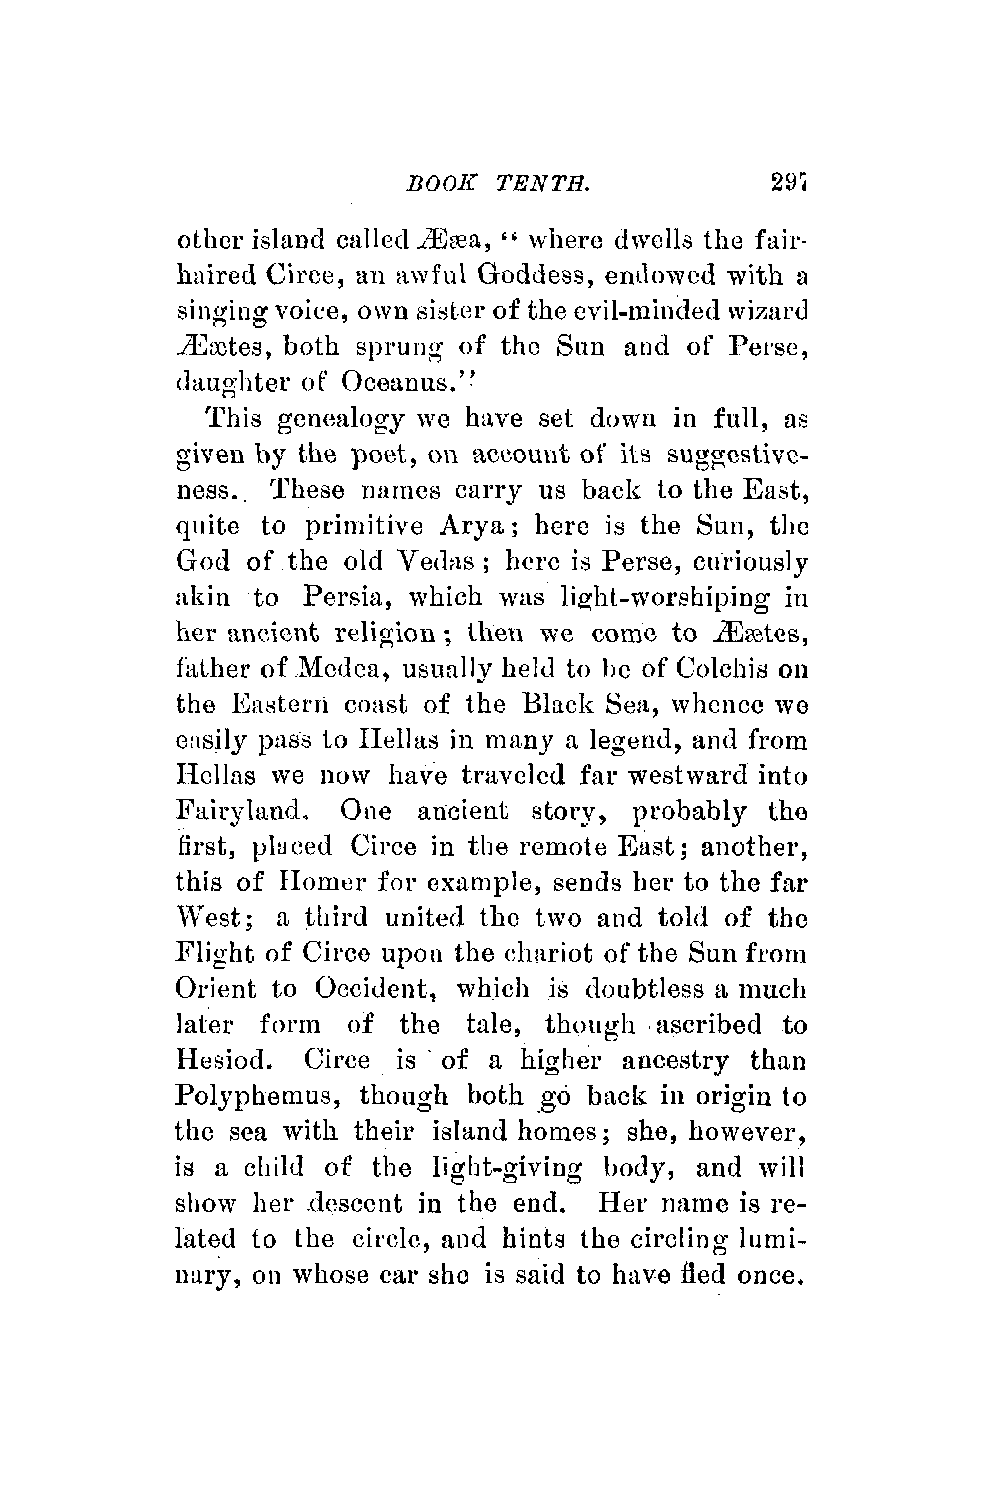 BOOK TENTH. 297
other island called Ææa, “ where dwells the fair-
haired Circe, an awful Goddess, endowed with a
singing voice, own sister of the evil-minded wizard
Æætes, both sprung of the Sun and of Perse,
daughter of Oceanus.”
This genealogy we have set down in full, as
given by the poet, on account of its suggestive-
ness. These names carry us back to the East,
quite to primitive Arya; here is the Sun, the
God of the old Vedas; here is Perse, curiously
akin to Persia, which was light-worshiping in
her ancient religion; then we come to Æætes,
father of Medea, usually held to be of Colchis on
the Eastern coast of the Black Sea, whence we
easily pass to Hellas in many a legend, and from
Hellas we now have traveled far westward into
Fairyland. One ancient story, probably the
first, placed Circe in the remote East; another,
this of Homer for example, sends her to the far
West; a third united the two and told of the
Flight of Circe upon the chariot of the Sun from
Orient to Occident, which is doubtless a much
later form of the tale, though ascribed to
Hesiod. Circe is of a higher ancestry than
Polyphemus, though both go back in origin to
the sea with their island homes; she, however,
is a child of the light-giving body, and will
show her descent in the end. Her name is re-
lated to the circle, and hints the circling lumi-
nary, on whose car she is said to have fled once.